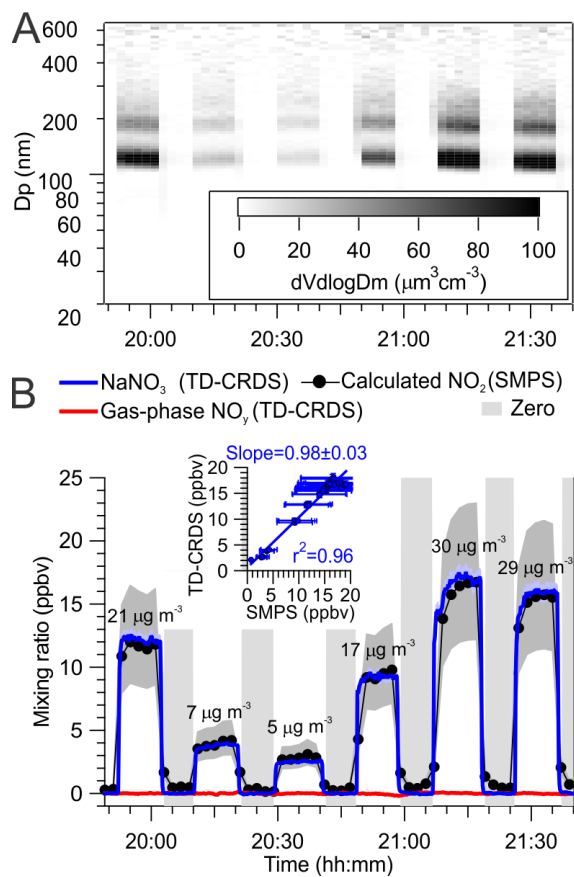 A
600
400
200
100
80
60
40
20
Dp (nm)
0 20 40 60 80 100
dVdlogDm (μm³cm⁻³)
20:00 20:30 21:00 21:30
B
NaNO₃ (TD-CRDS) Calculated NO₂(SMPS)
Gas-phase NOᵧ(TD-CRDS) Zero
25
20
15
10
5
0
Mixing ratio (ppbv)
Slope=0.98±0.03
20
15
10
5
0
TD-CRDS (ppbv)
r²=0.96
0 5 10 15 20
SMPS (ppbv)
21 μg m⁻³
7 μg m⁻³
5 μg m⁻³
17 μg m⁻³
30 μg m⁻³
29 μg m⁻³
20:00 20:30 21:00 21:30
Time (hh:mm)